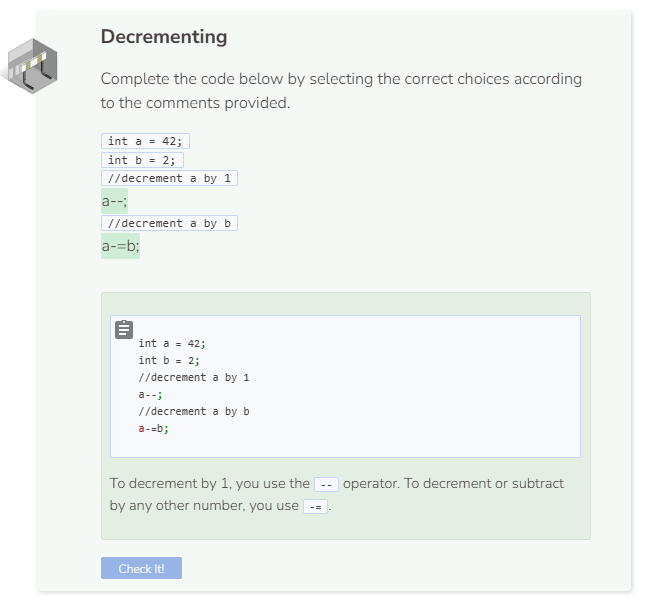 Decrementing
Complete the code below by selecting the correct choices according
to the comments provided.
int a = 42;
int b = 2;
//decrement a by 1
a--;
//decrement a by b
a-=b;
int a = 42;
int b = 2;
//decrement a by 1
a--;
//decrement a by b
a-=b;
To decrement by 1, you use the -- operator. To decrement or subtract
by any other number, you use -=.
Check It!